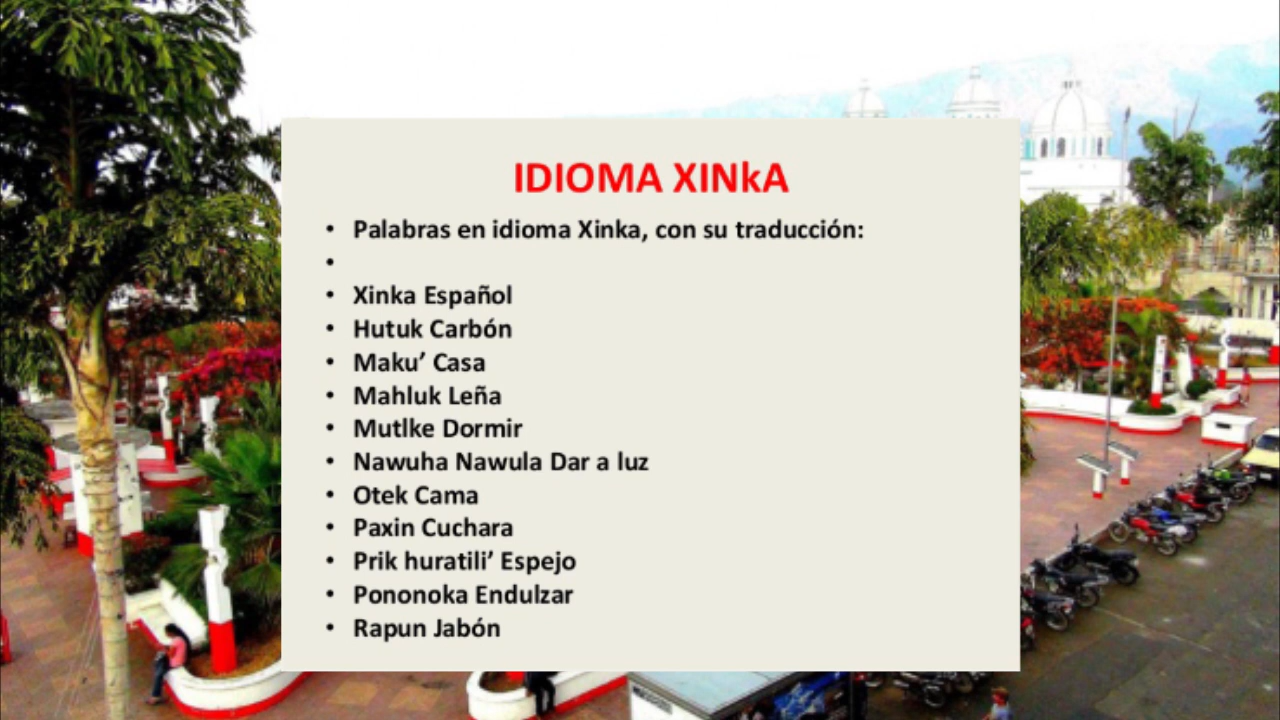 IDIOMA XINkA
• Palabras en idioma Xinka, con su traducción:
•
• Xinka Español
• Hutuk Carbón
• Maku’ Casa
• Mahluk Leña
• Mutlke Dormir
• Nawuha Nawula Dar a luz
• Otek Cama
• Paxin Cuchara
• Prik huratili’ Espejo
• Pononoka Endulzar
• Rapun Jabón